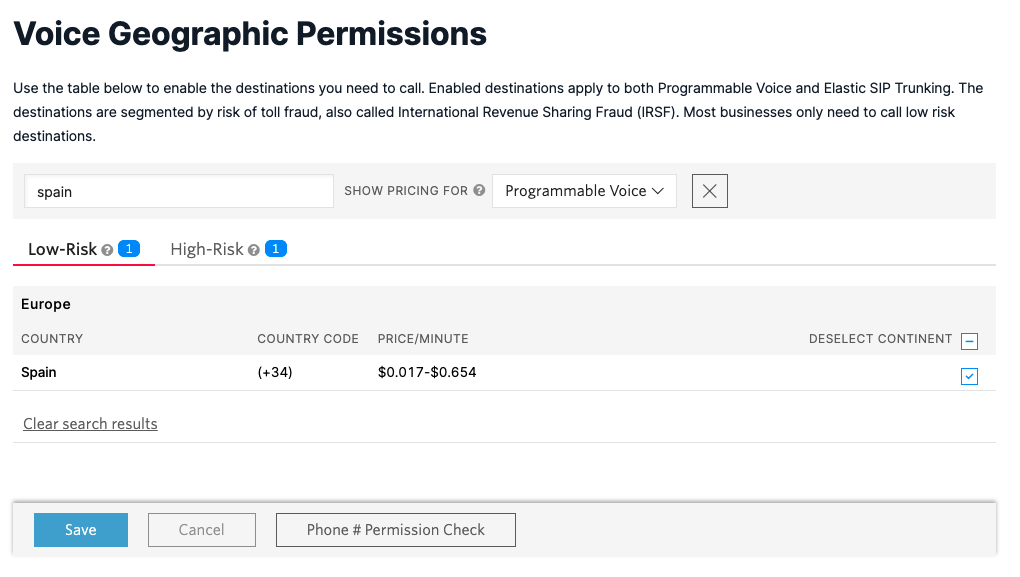 Voice Geographic Permissions
Use the table below to enable the destinations you need to call. Enabled destinations apply to both Programmable Voice and Elastic SIP Trunking. The
destinations are segmented by risk of toll fraud, also called International Revenue Sharing Fraud (IRSF). Most businesses only need to call low risk
destinations.
spain SHOW PRICING FOR ? Programmable Voice
Low-Risk ? 1 High-Risk ? 1
Europe
COUNTRY COUNTRY CODE PRICE/MINUTE DESELECT CONTINENT
Spain (+34) $0.017-$0.654
Clear search results
Save Cancel Phone # Permission Check